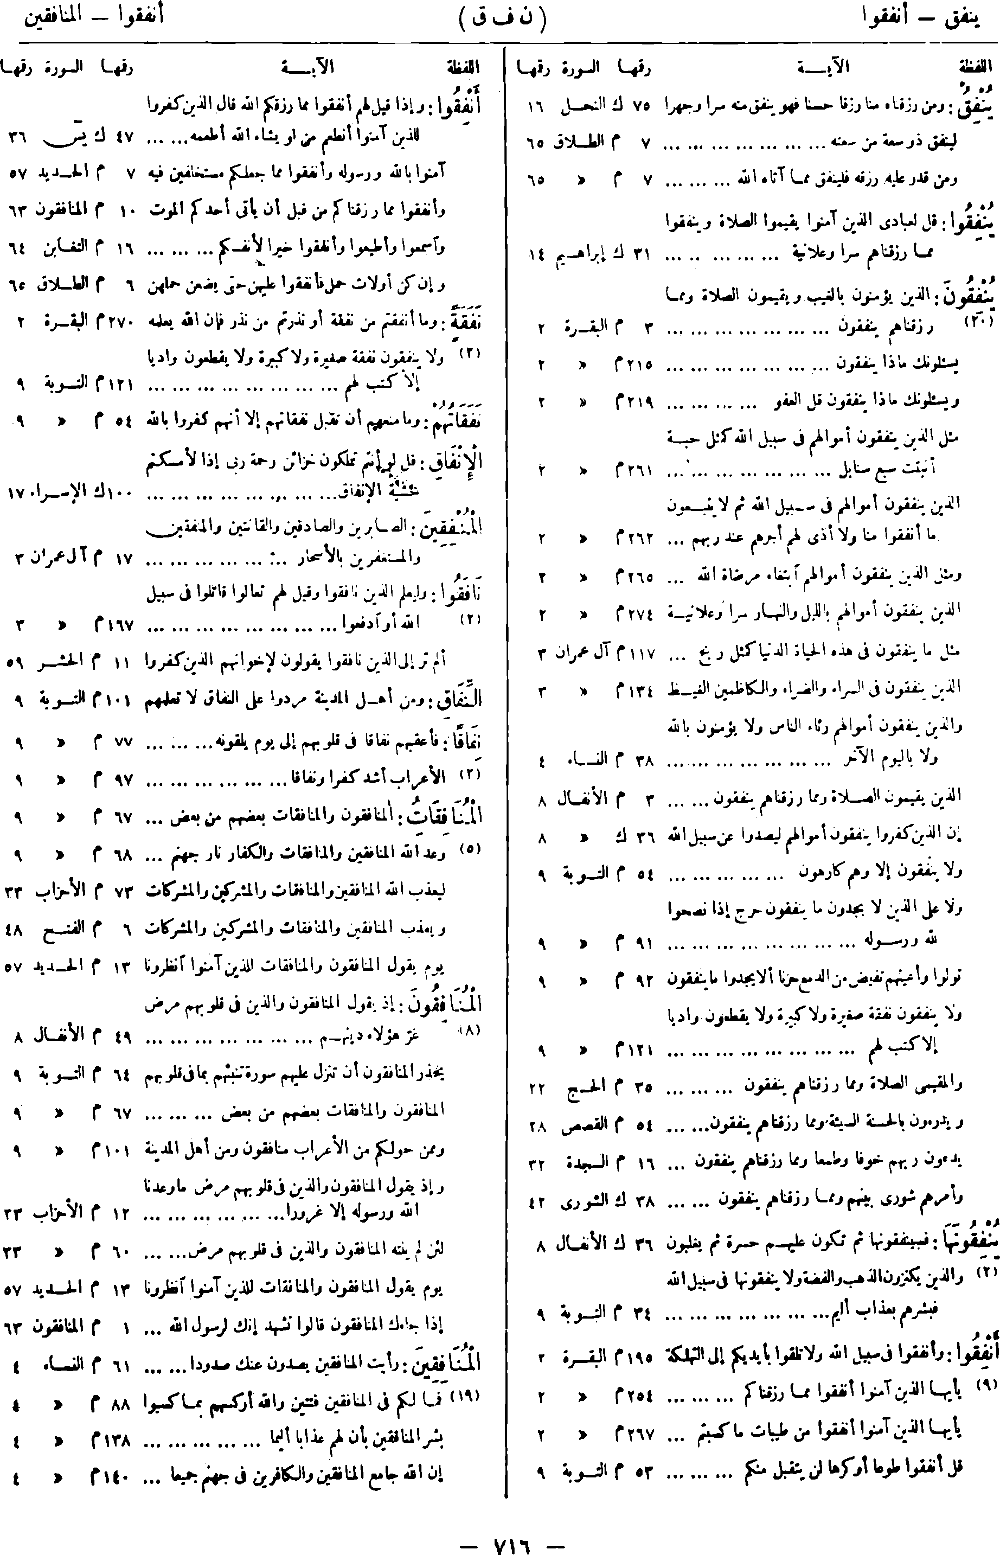 ينفق — أنفقوا (ن ف ق) أنفقوا — المنافقين
اللفظة الآيــة رقمها السورة رقمها
يُنْفِقُ : ومن رزقناه منا رزقا حسنا فهو ينفق منه سرا وجهرا ٧٥ ك النحل ١٦
لينفق ذو سعة من سعته ... ... ... ... ... ... ... ٧ م الطلاق ٦٥
ومن قدر عليه رزقه فلينفق مما آتاه الله ... ... ... ٧ م » ٦٥
يُنْفِقُوا : قل لعبادى الذين آمنوا يقيموا الصلاة وينفقوا
مما رزقناهم سرا وعلانية ... ... ... ... ... ٣١ ك إبراهيم ١٤
يُنْفِقُونَ : الذين يؤمنون بالغيب ويقيمون الصلاة ومما
(٢٠) رزقناهم ينفقون ... ... ... ... ... ... ... ٣ م البقرة ٢
يسئلونك ماذا ينفقون ... ... ... ... ... ... ٢١٥ م » ٢
ويسئلونك ماذا ينفقون قل العفو ... ... ... ... ٢١٩ م » ٢
مثل الذين ينفقون أموالهم فى سبيل الله كمثل حبة
أنبتت سبع سنابل ... ... ... ... ... ... ... ٢٦١ م » ٢
الذين ينفقون أموالهم فى سبيل الله ثم لا يتبعون
ما أنفقوا منا ولا أذى لهم أجرهم عند ربهم ... ٢٦٢ م » ٢
ومثل الذين ينفقون أموالهم ابتغاء مرضاة الله ... ٢٦٥ م » ٢
الذين ينفقون أموالهم بالليل والنهار سرا وعلانية ٢٧٤ م » ٢
مثل ما ينفقون فى هذه الحياة الدنيا كمثل ريح ... ١١٧ م آل عمران ٣
الذين ينفقون فى السراء والضراء والكاظمين الغيظ ١٣٤ م » ٣
والذين ينفقون أموالهم رئاء الناس ولا يؤمنون بالله
ولا باليوم الآخر ... ... ... ... ... ... ... ٣٨ م النساء ٤
الذين يقيمون الصلاة ومما رزقناهم ينفقون ... ... ٣ م الأنفال ٨
إن الذين كفروا ينفقون أموالهم ليصدوا عن سبيل الله ٣٦ ك » ٨
ولا ينفقون إلا وهم كارهون ... ... ... ... ... ٥٤ م التوبة ٩
ولا على الذين لا يجدون ما ينفقون حرج إذا نصحوا
لله ورسوله ... ... ... ... ... ... ... ... ٩١ م » ٩
تولوا وأعينهم تفيض من الدمع حزنا ألا يجدوا ما ينفقون ٩٢ م » ٩
ولا ينفقون نفقة صغيرة ولا كبيرة ولا يقطعون واديا
إلا كتب لهم ... ... ... ... ... ... ... ... ١٢١ م » ٩
والمقيمى الصلاة ومما رزقناهم ينفقون ... ... ... ٣٥ م الحج ٢٢
ويدرءون بالحسنة السيئة ومما رزقناهم ينفقون ... ... ٥٤ م القصص ٢٨
يدعون ربهم خوفا وطمعا ومما رزقناهم ينفقون ... ١٦ م السجدة ٣٢
وأمرهم شورى بينهم ومما رزقناهم ينفقون ... ... ٣٨ ك الشورى ٤٢
يُنْفِقُونَهَا : فسينفقونها ثم تكون عليهم حسرة ثم يغلبون ٣٦ ك الأنفال ٨
(٢) والذين يكنزون الذهب والفضة ولا ينفقونها فى سبيل الله
فبشرهم بعذاب أليم ... ... ... ... ... ... ٣٤ م التوبة ٩
أَنْفِقُوا : وأنفقوا فى سبيل الله ولا تلقوا بأيديكم إلى التهلكة ١٩٥ م البقرة ٢
(٩) يأيها الذين آمنوا أنفقوا مما رزقناكم ... ... ... ٢٥٤ م » ٢
يأيها الذين آمنوا أنفقوا من طيبات ما كسبتم ... ٢٦٧ م » ٢
قل أنفقوا طوعا أو كرها لن يتقبل منكم ... ... ... ٥٣ م التوبة ٩
اللفظة الآيــة رقمها السورة رقمها
أَنْفِقُوا : وإذا قيل لهم أنفقوا مما رزقكم الله قال الذين كفروا
للذين آمنوا أنطعم من لو يشاء الله أطعمه ... ... ٤٧ ك يس ٣٦
آمنوا بالله ورسوله وأنفقوا مما جعلكم مستخلفين فيه ٧ م الحديد ٥٧
وأنفقوا مما رزقناكم من قبل أن يأتى أحدكم الموت ١٠ م المنافقون ٦٣
واسمعوا وأطيعوا وأنفقوا خيرا لأنفسكم ... ... ... ١٦ م التغابن ٦٤
وإن كن أولات حمل فأنفقوا عليهن حتى يضعن حملهن ٦ م الطلاق ٦٥
نَفَقَةً : وما أنفقتم من نفقة أو نذرتم من نذر فإن الله يعلمه ٢٧٠ م البقرة ٢
(٢) ولا ينفقون نفقة صغيرة ولا كبيرة ولا يقطعون واديا
إلا كتب لهم ... ... ... ... ... ... ... ... ١٢١ م التوبة ٩
نَفَقَاتُهُمْ : وما منعهم أن تقبل نفقاتهم إلا أنهم كفروا بالله ٥٤ م » ٩
الْإِنْفَاقِ : قل لو أنتم تملكون خزائن رحمة ربى إذا لأمسكتم
خشية الإنفاق ... ... ... ... ... ... ... ... ١٠٠ ك الإسراء ١٧
الْمُنْفِقِينَ : الصابرين والصادقين والقانتين والمنفقين
والمستغفرين بالأسحار ... ... ... ... ... ... ١٧ م آل عمران ٣
نَافَقُوا : وليعلم الذين نافقوا وقيل لهم تعالوا قاتلوا فى سبيل
(٢) الله أو ادفعوا ... ... ... ... ... ... ... ... ١٦٧ م » ٣
ألم تر إلى الذين نافقوا يقولون لإخوانهم الذين كفروا ١١ م الحشر ٥٩
النِّفَاقِ : ومن أهل المدينة مردوا على النفاق لا تعلمهم ١٠١ م التوبة ٩
نِفَاقًا : فأعقبهم نفاقا فى قلوبهم إلى يوم يلقونه ... ... ... ٧٧ م » ٩
(٢) الأعراب أشد كفرا ونفاقا ... ... ... ... ... ... ٩٧ م » ٩
الْمُنَافِقَاتُ : المنافقون والمنافقات بعضهم من بعض ... ... ٦٧ م » ٩
(٥) وعد الله المنافقين والمنافقات والكفار نار جهنم ... ٦٨ م » ٩
ليعذب الله المنافقين والمنافقات والمشركين والمشركات ٧٣ م الأحزاب ٣٣
ويعذب المنافقين والمنافقات والمشركين والمشركات ٦ م الفتح ٤٨
يوم يقول المنافقون والمنافقات للذين آمنوا انظرونا ١٣ م الحديد ٥٧
الْمُنَافِقُونَ : إذ يقول المنافقون والذين فى قلوبهم مرض
(٨) غر هؤلاء دينهم ... ... ... ... ... ... ... ٤٩ م الأنفال ٨
يحذر المنافقون أن تنزل عليهم سورة تنبئهم بما فى قلوبهم ٦٤ م التوبة ٩
المنافقون والمنافقات بعضهم من بعض ... ... ... ٦٧ م » ٩
وممن حولكم من الأعراب منافقون ومن أهل المدينة ١٠١ م » ٩
وإذ يقول المنافقون والذين فى قلوبهم مرض ما وعدنا
الله ورسوله إلا غرورا ... ... ... ... ... ... ١٢ م الأحزاب ٣٣
لئن لم ينته المنافقون والذين فى قلوبهم مرض ... ... ٦٠ م » ٣٣
يوم يقول المنافقون والمنافقات للذين آمنوا انظرونا ١٣ م الحديد ٥٧
إذا جاءك المنافقون قالوا نشهد إنك لرسول الله ... ١ م المنافقون ٦٣
الْمُنَافِقِينَ : رأيت المنافقين يصدون عنك صدودا ... ... ٦١ م النساء ٤
(١٩) فما لكم فى المنافقين فئتين والله أركسهم بما كسبوا ٨٨ م » ٤
بشر المنافقين بأن لهم عذابا أليما ... ... ... ... ١٣٨ م » ٤
إن الله جامع المنافقين والكافرين فى جهنم جميعا ... ١٤٠ م » ٤
— ٧١٦ —